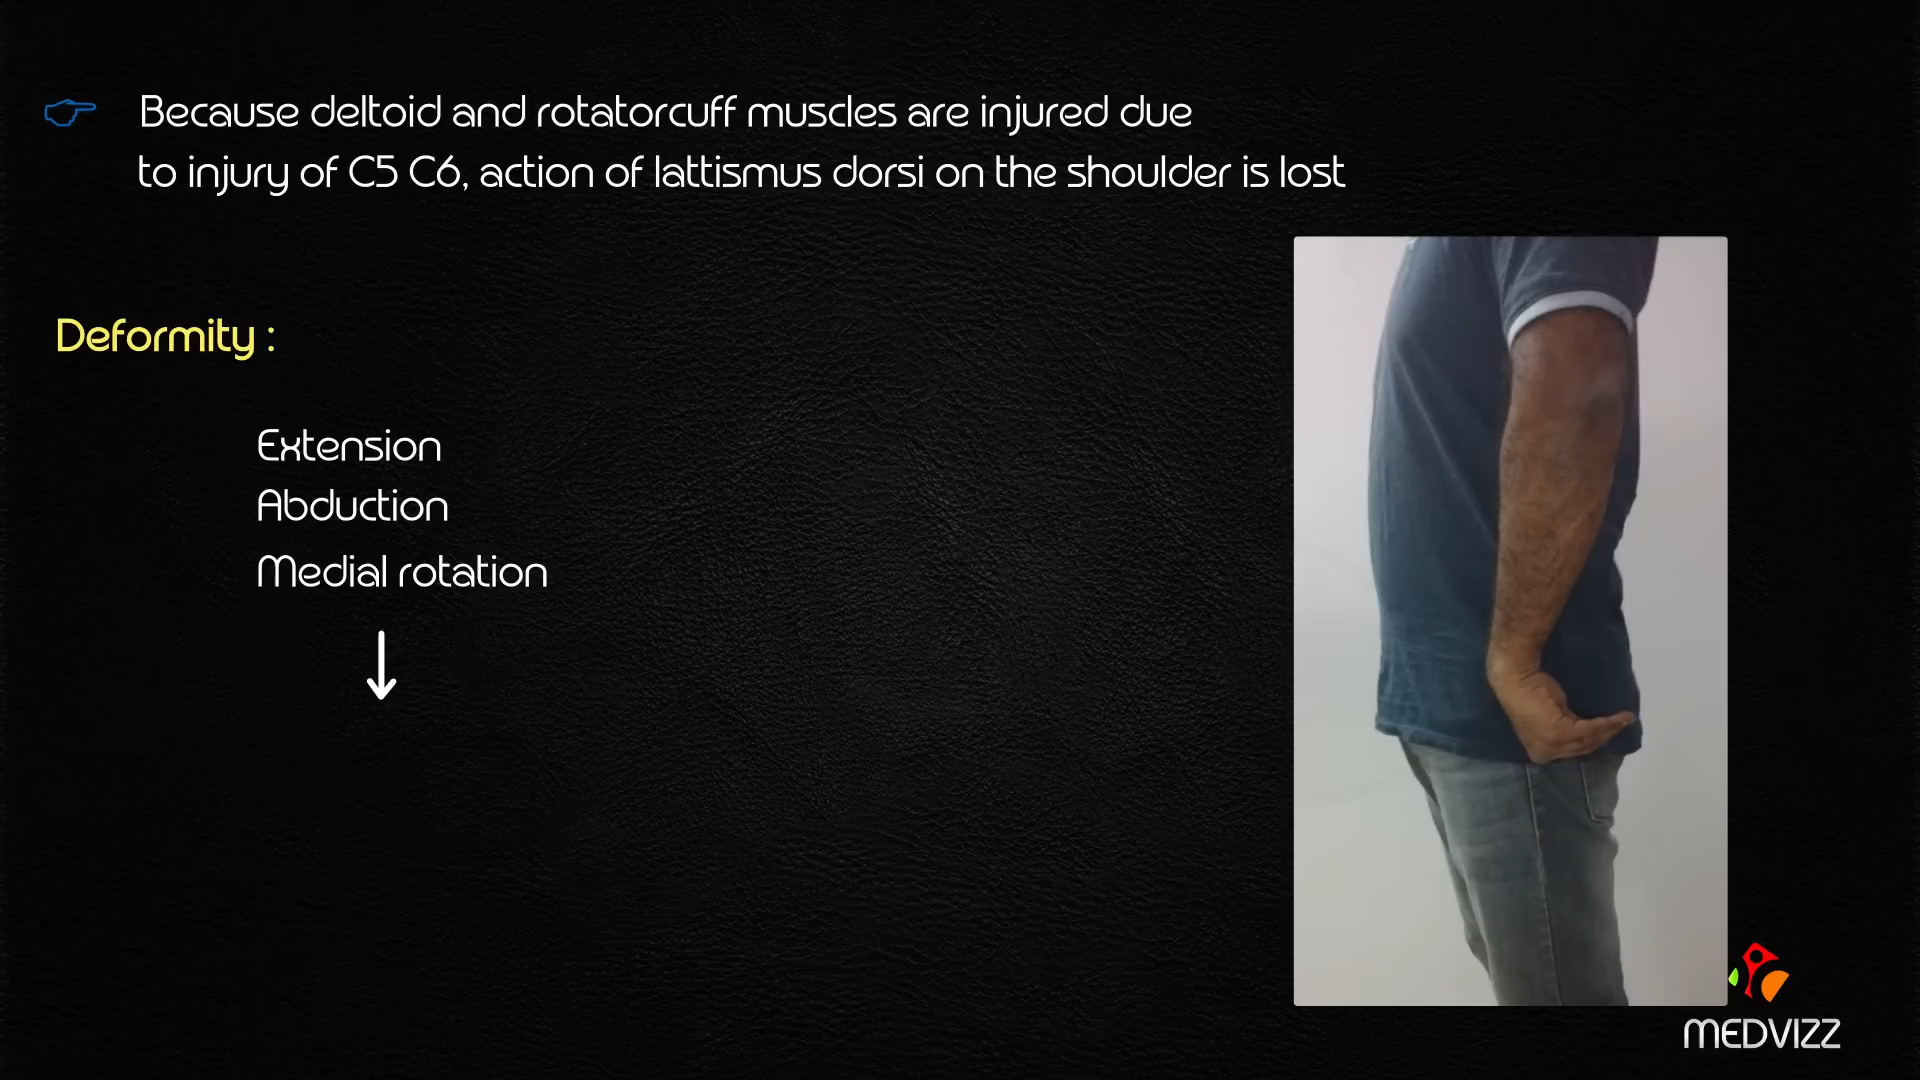 Because deltoid and rotatorcuff muscles are injured due
to injury of C5 C6, action of lattismus dorsi on the shoulder is lost
Deformity :
Extension
Abduction
Medial rotation
MEDVIZZ